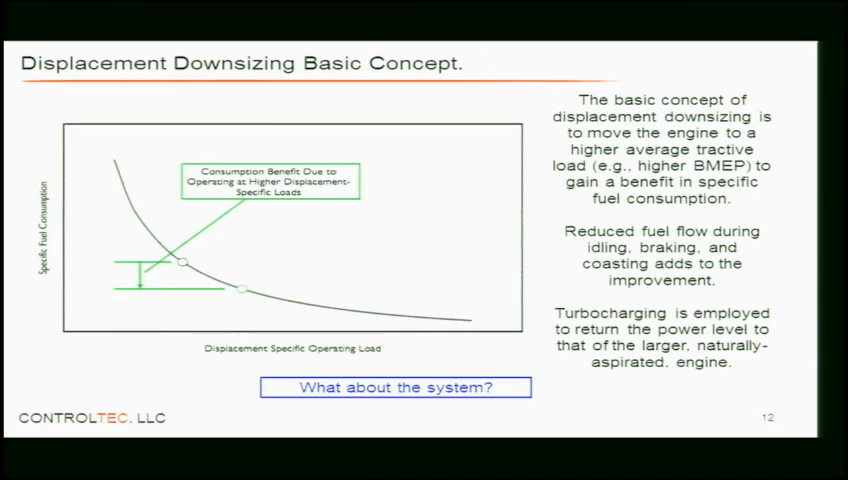 Displacement Downsizing Basic Concept.
Consumption Benefit Due to
Operating at Higher Displacement-
Specific Loads
Specific Fuel Consumption
Displacement Specific Operating Load
What about the system?
The basic concept of
displacement downsizing is
to move the engine to a
higher average tractive
load (e.g., higher BMEP) to
gain a benefit in specific
fuel consumption.
Reduced fuel flow during
idling, braking, and
coasting adds to the
improvement.
Turbocharging is employed
to return the power level to
that of the larger, naturally-
aspirated, engine.
CONTROLTEC, LLC
12